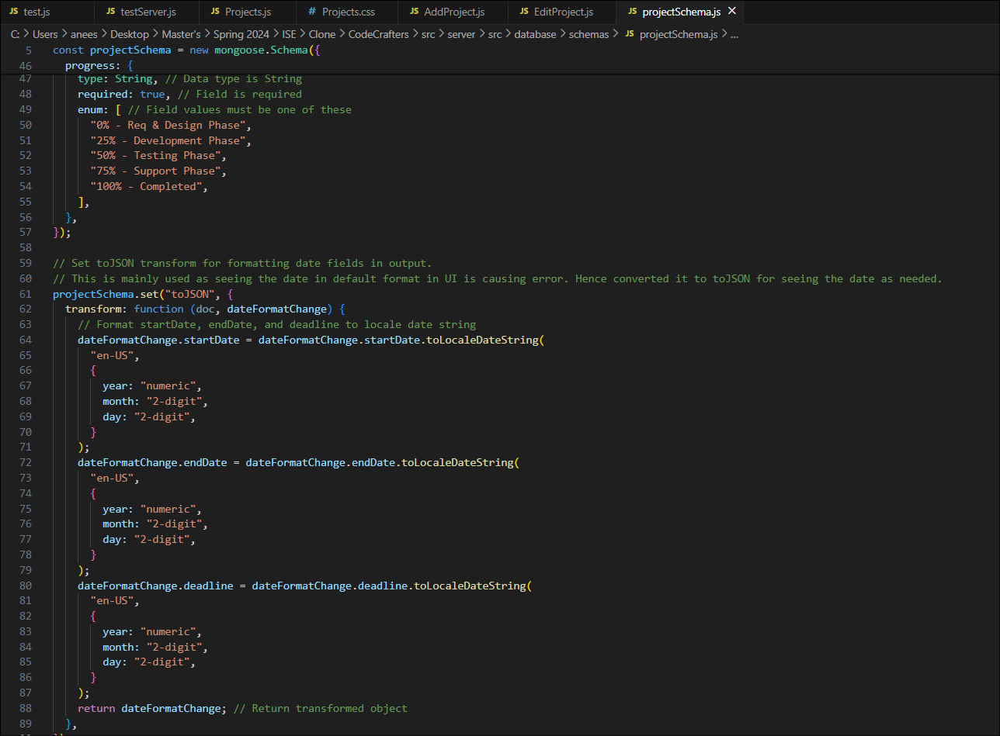 JS test.js JS testServer.js JS Projects.js # Projects.css JS AddProject.js JS EditProject.js JS projectSchema.js ×
C: > Users > anees > Desktop > Master's > Spring 2024 > ISE > Clone > CodeCrafters > src > server > src > database > schemas > JS projectSchema.js > ...
5 const projectSchema = new mongoose.Schema({
46 progress: {
47 type: String, // Data type is String
48 required: true, // Field is required
49 enum: [ // Field values must be one of these
50 "0% - Req & Design Phase",
51 "25% - Development Phase",
52 "50% - Testing Phase",
53 "75% - Support Phase",
54 "100% - Completed",
55 ],
56 },
57 });
58
59 // Set toJSON transform for formatting date fields in output.
60 // This is mainly used as seeing the date in default format in UI is causing error. Hence converted it to toJSON for seeing the date as needed.
61 projectSchema.set("toJSON", {
62 transform: function (doc, dateFormatChange) {
63 // Format startDate, endDate, and deadline to locale date string
64 dateFormatChange.startDate = dateFormatChange.startDate.toLocaleDateString(
65 "en-US",
66 {
67 year: "numeric",
68 month: "2-digit",
69 day: "2-digit",
70 }
71 );
72 dateFormatChange.endDate = dateFormatChange.endDate.toLocaleDateString(
73 "en-US",
74 {
75 year: "numeric",
76 month: "2-digit",
77 day: "2-digit",
78 }
79 );
80 dateFormatChange.deadline = dateFormatChange.deadline.toLocaleDateString(
81 "en-US",
82 {
83 year: "numeric",
84 month: "2-digit",
85 day: "2-digit",
86 }
87 );
88 return dateFormatChange; // Return transformed object
89 },